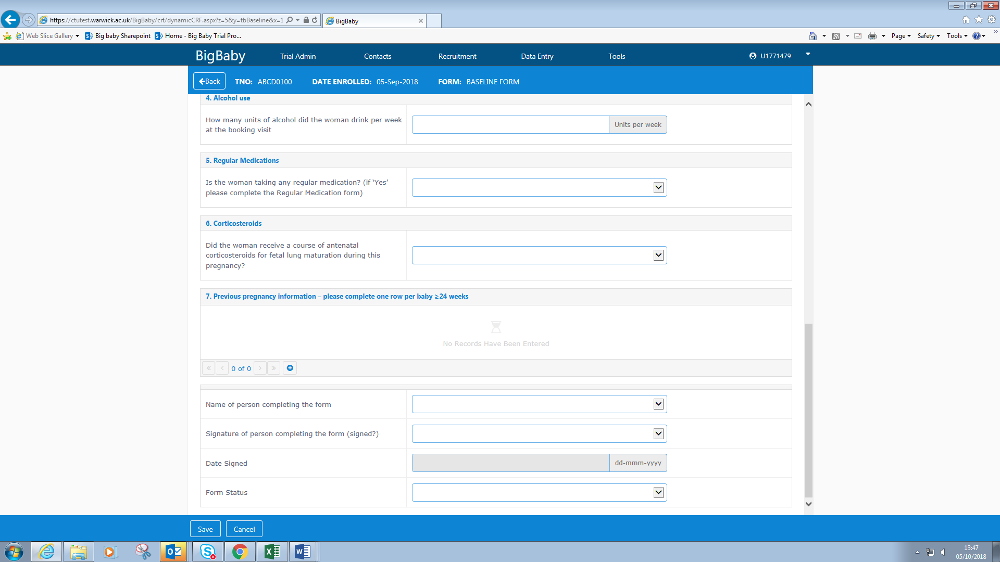 https://ctutest.warwick.ac.uk/BigBaby/crf/dynamicCRF.aspx?z=5&y=tbBaseline&x=1
BigBaby
Web Slice Gallery
Big baby Sharepoint
Home - Big Baby Trial Pro...
Page
Safety
Tools
BigBaby
Trial Admin
Contacts
Recruitment
Data Entry
Tools
U1771479
Back
TNO: ABCD0100
DATE ENROLLED: 05-Sep-2018
FORM: BASELINE FORM
4. Alcohol use
How many units of alcohol did the woman drink per week
at the booking visit
Units per week
5. Regular Medications
Is the woman taking any regular medication? (if ‘Yes’
please complete the Regular Medication form)
6. Corticosteroids
Did the woman receive a course of antenatal
corticosteroids for fetal lung maturation during this
pregnancy?
7. Previous pregnancy information – please complete one row per baby ≥24 weeks
No Records Have Been Entered
« ‹ 0 of 0 › »
Name of person completing the form
Signature of person completing the form (signed?)
Date Signed
dd-mmm-yyyy
Form Status
Save
Cancel
13:47
05/10/2018